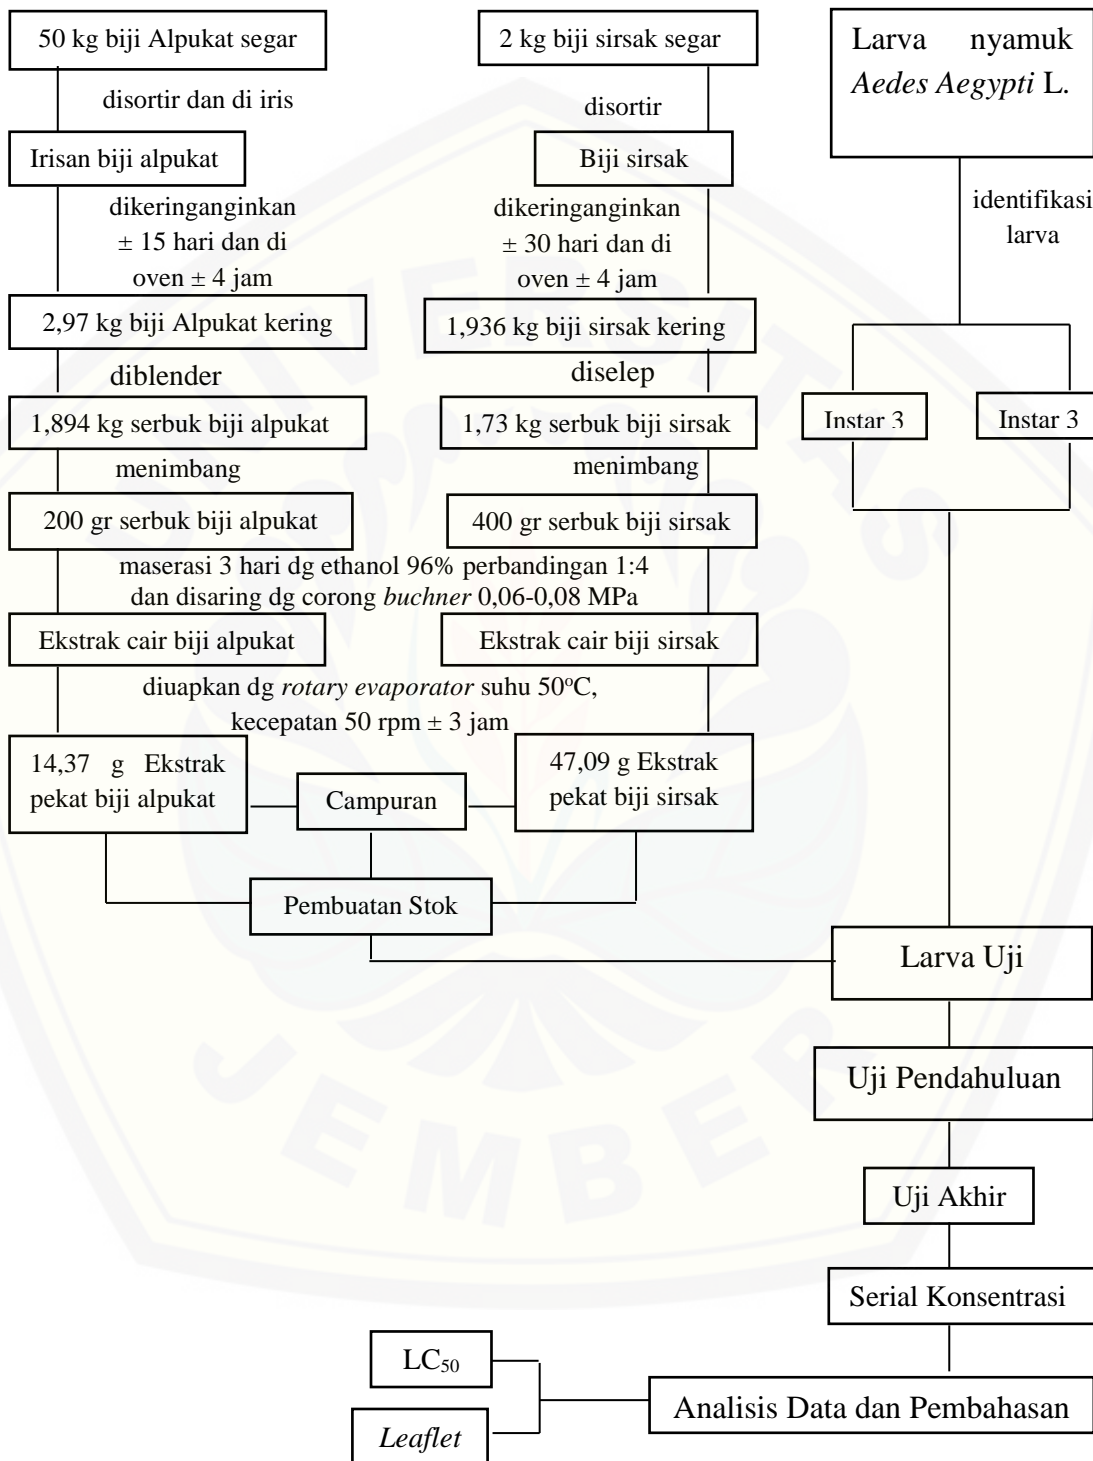 50 kg biji Alpukat segar
2 kg biji sirsak segar
Larva nyamuk
Aedes Aegypti L.
disortir dan di iris
disortir
Irisan biji alpukat
Biji sirsak
dikeringanginkan
± 15 hari dan di
oven ± 4 jam
dikeringanginkan
± 30 hari dan di
oven ± 4 jam
identifikasi
larva
2,97 kg biji Alpukat kering
1,936 kg biji sirsak kering
diblender
diselep
1,894 kg serbuk biji alpukat
1,73 kg serbuk biji sirsak
Instar 3
Instar 3
menimbang
menimbang
200 gr serbuk biji alpukat
400 gr serbuk biji sirsak
maserasi 3 hari dg ethanol 96% perbandingan 1:4
dan disaring dg corong buchner 0,06-0,08 MPa
Ekstrak cair biji alpukat
Ekstrak cair biji sirsak
diuapkan dg rotary evaporator suhu 50°C,
kecepatan 50 rpm ± 3 jam
14,37 g Ekstrak
pekat biji alpukat
Campuran
47,09 g Ekstrak
pekat biji sirsak
Pembuatan Stok
Larva Uji
Uji Pendahuluan
Uji Akhir
Serial Konsentrasi
LC₅₀
Analisis Data dan Pembahasan
Leaflet
UNIVERSITAS
JEMBER